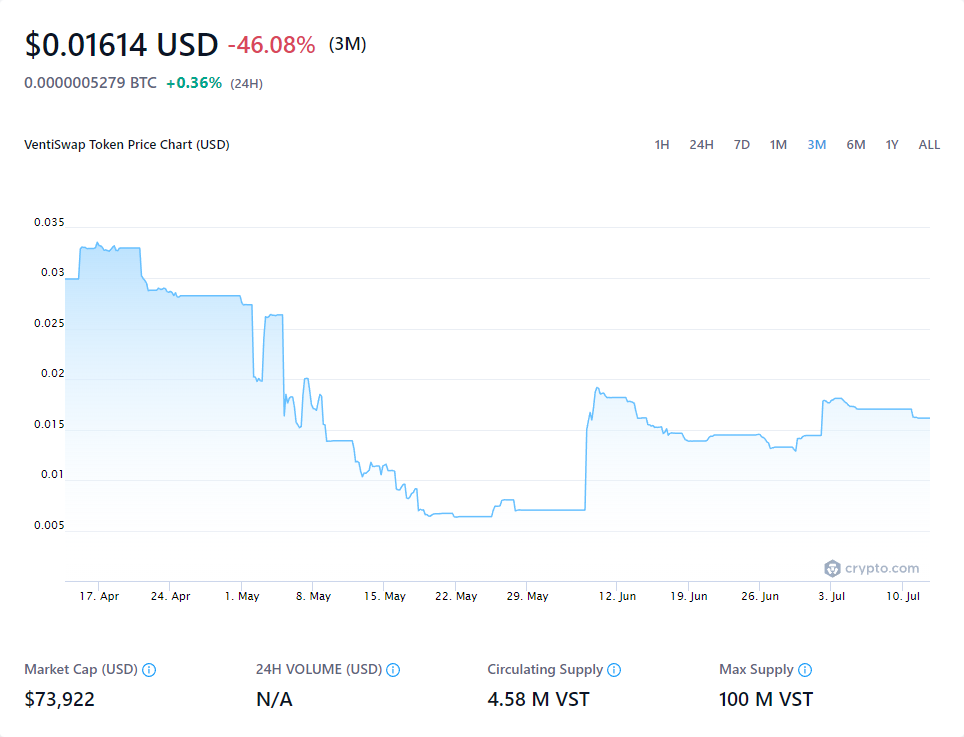 $0.01614 USD -46.08% (3M)
0.0000005279 BTC +0.36% (24H)
VentiSwap Token Price Chart (USD) 1H 24H 7D 1M 3M 6M 1Y ALL
0.035
0.03
0.025
0.02
0.015
0.01
0.005
crypto.com
17. Apr 24. Apr 1. May 8. May 15. May 22. May 29. May 12. Jun 19. Jun 26. Jun 3. Jul 10. Jul
Market Cap (USD) 24H VOLUME (USD) Circulating Supply Max Supply
$73,922 N/A 4.58 M VST 100 M VST